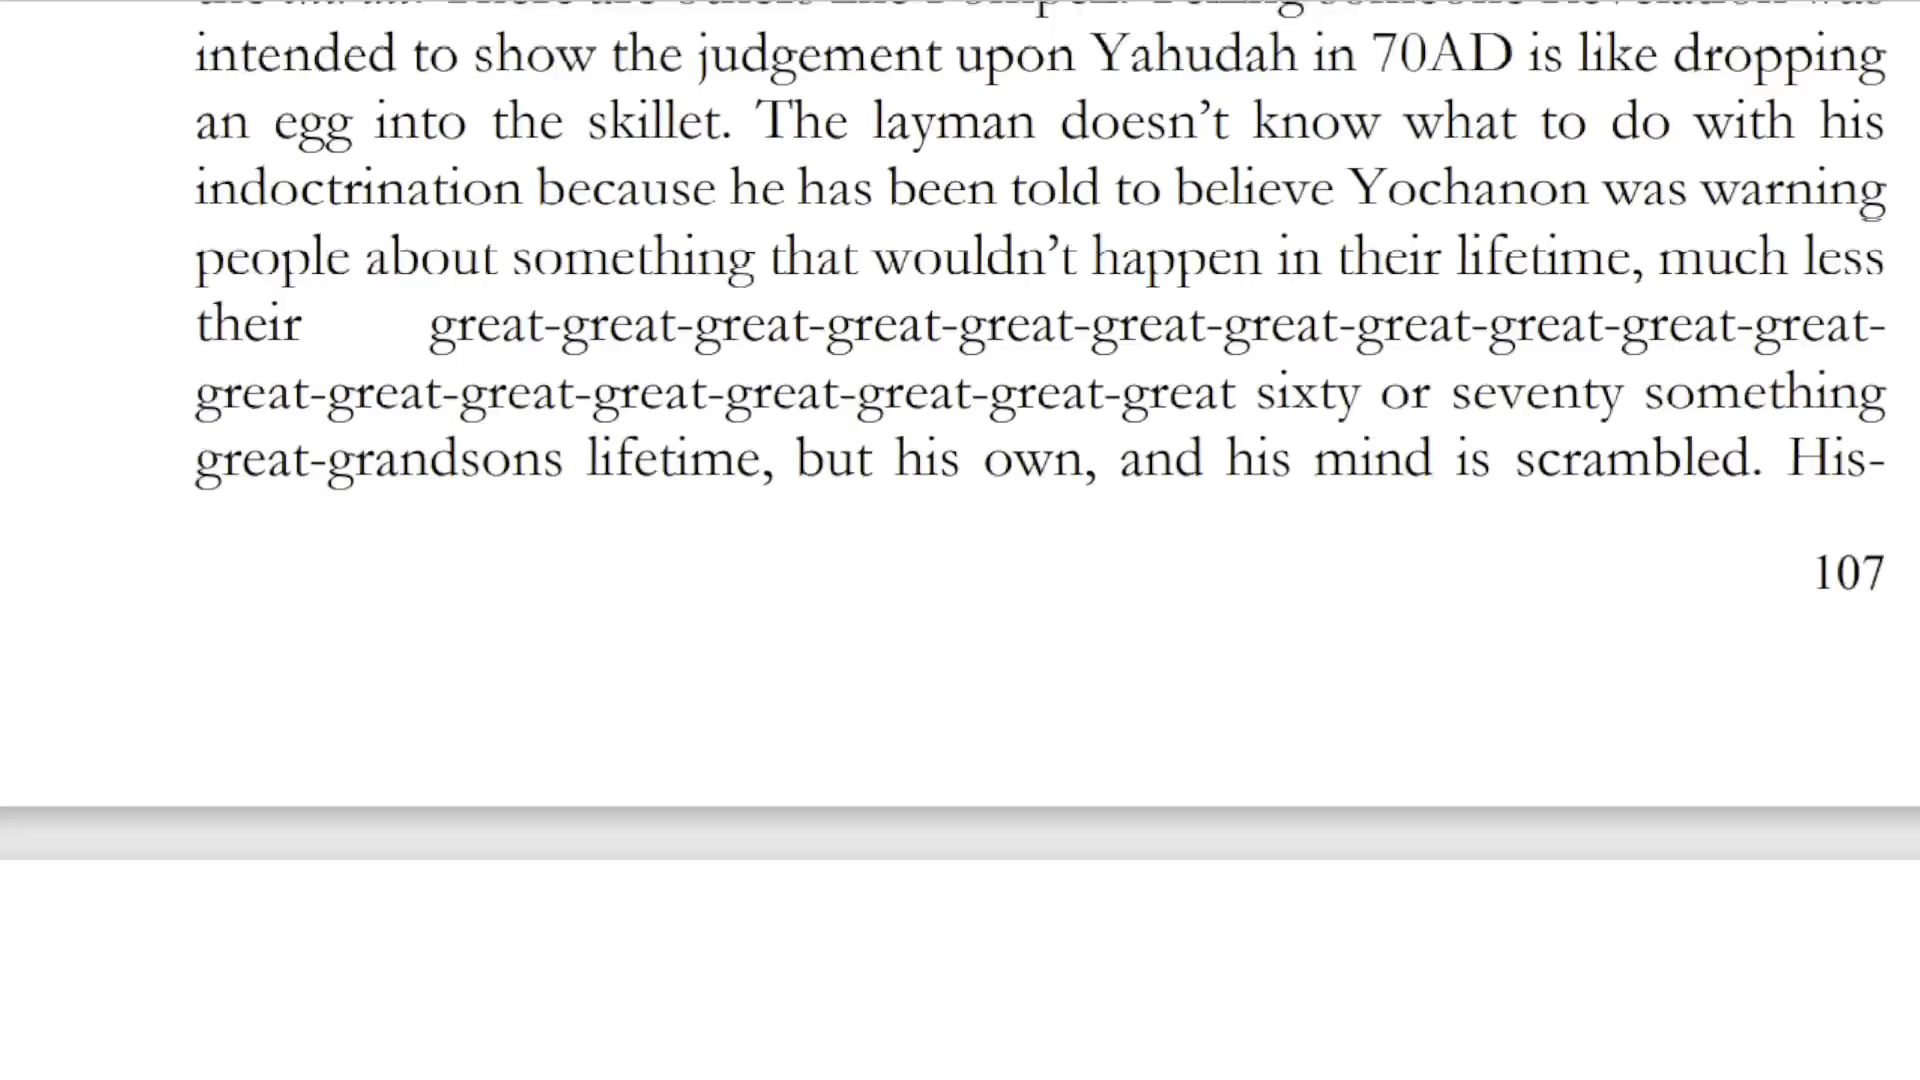 intended to show the judgement upon Yahudah in 70AD is like dropping
an egg into the skillet. The layman doesn’t know what to do with his
indoctrination because he has been told to believe Yochanon was warning
people about something that wouldn’t happen in their lifetime, much less
their great-great-great-great-great-great-great-great-great-great-great-
great-great-great-great-great-great-great-great sixty or seventy something
great-grandsons lifetime, but his own, and his mind is scrambled. His-
107